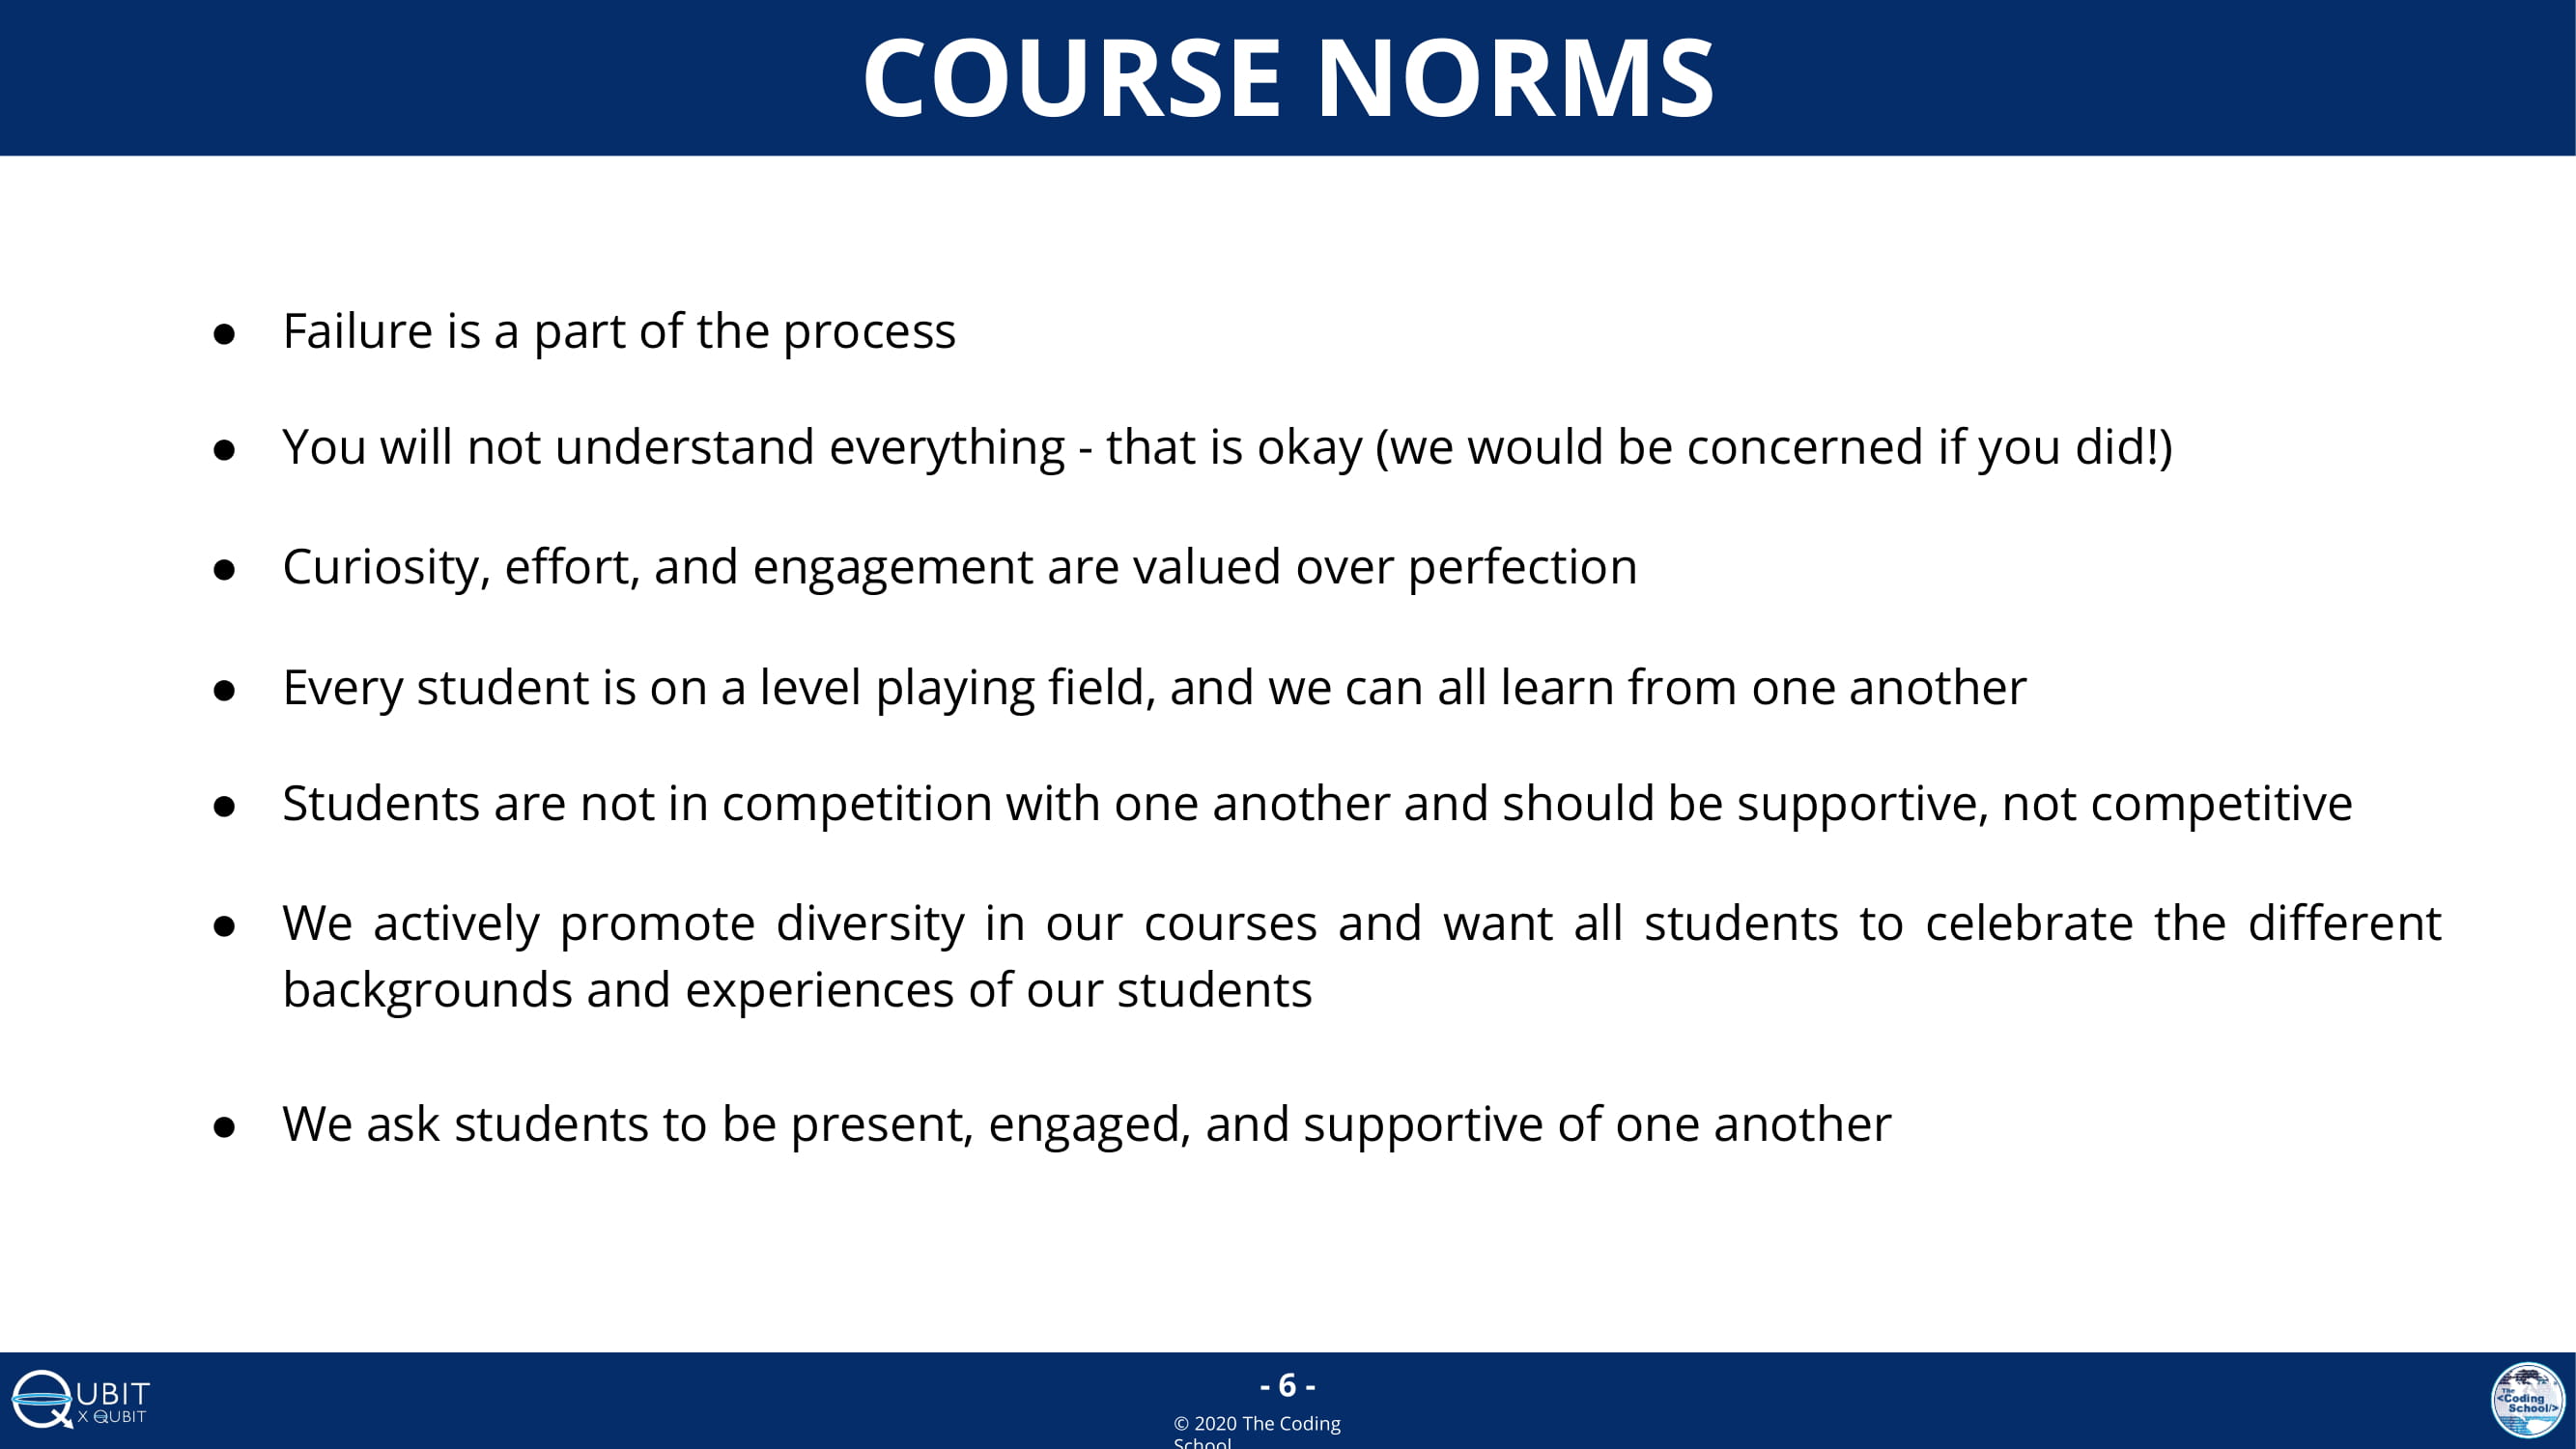 COURSE NORMS
● Failure is a part of the process
● You will not understand everything - that is okay (we would be concerned if you did!)
● Curiosity, effort, and engagement are valued over perfection
● Every student is on a level playing field, and we can all learn from one another
● Students are not in competition with one another and should be supportive, not competitive
● We actively promote diversity in our courses and want all students to celebrate the different
backgrounds and experiences of our students
● We ask students to be present, engaged, and supportive of one another
QUBIT
X QUBIT
- 6 -
© 2020 The Coding
School
The
<Coding
School/>